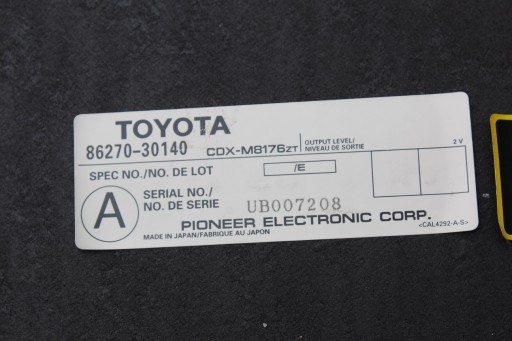 TOYOTA
86270-30140 CDX-M8176ZT
OUTPUT LEVEL/
NIVEAU DE SORTIE
2 V
SPEC NO./NO. DE LOT
/E
A
SERIAL NO./
NO. DE SERIE
UB007208
PIONEER ELECTRONIC CORP.
MADE IN JAPAN/FABRIQUE AU JAPON
<CAL4292-A-S>